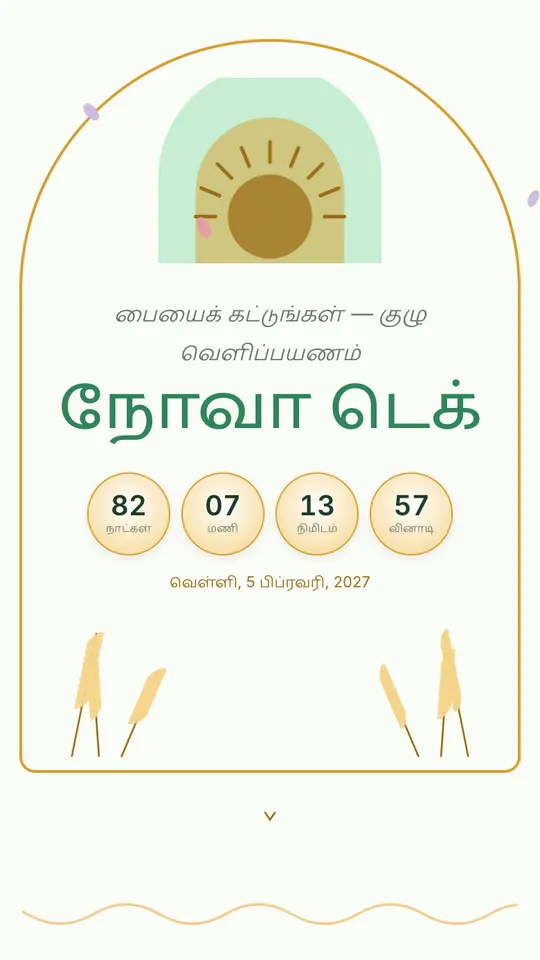 பையைக் கட்டுங்கள் — குழு
வெளிப்பயணம்
நோவா டெக்
82 07 13 57
நாட்கள் மணி நிமிடம் வினாடி
வெள்ளி, 5 பிப்ரவரி, 2027